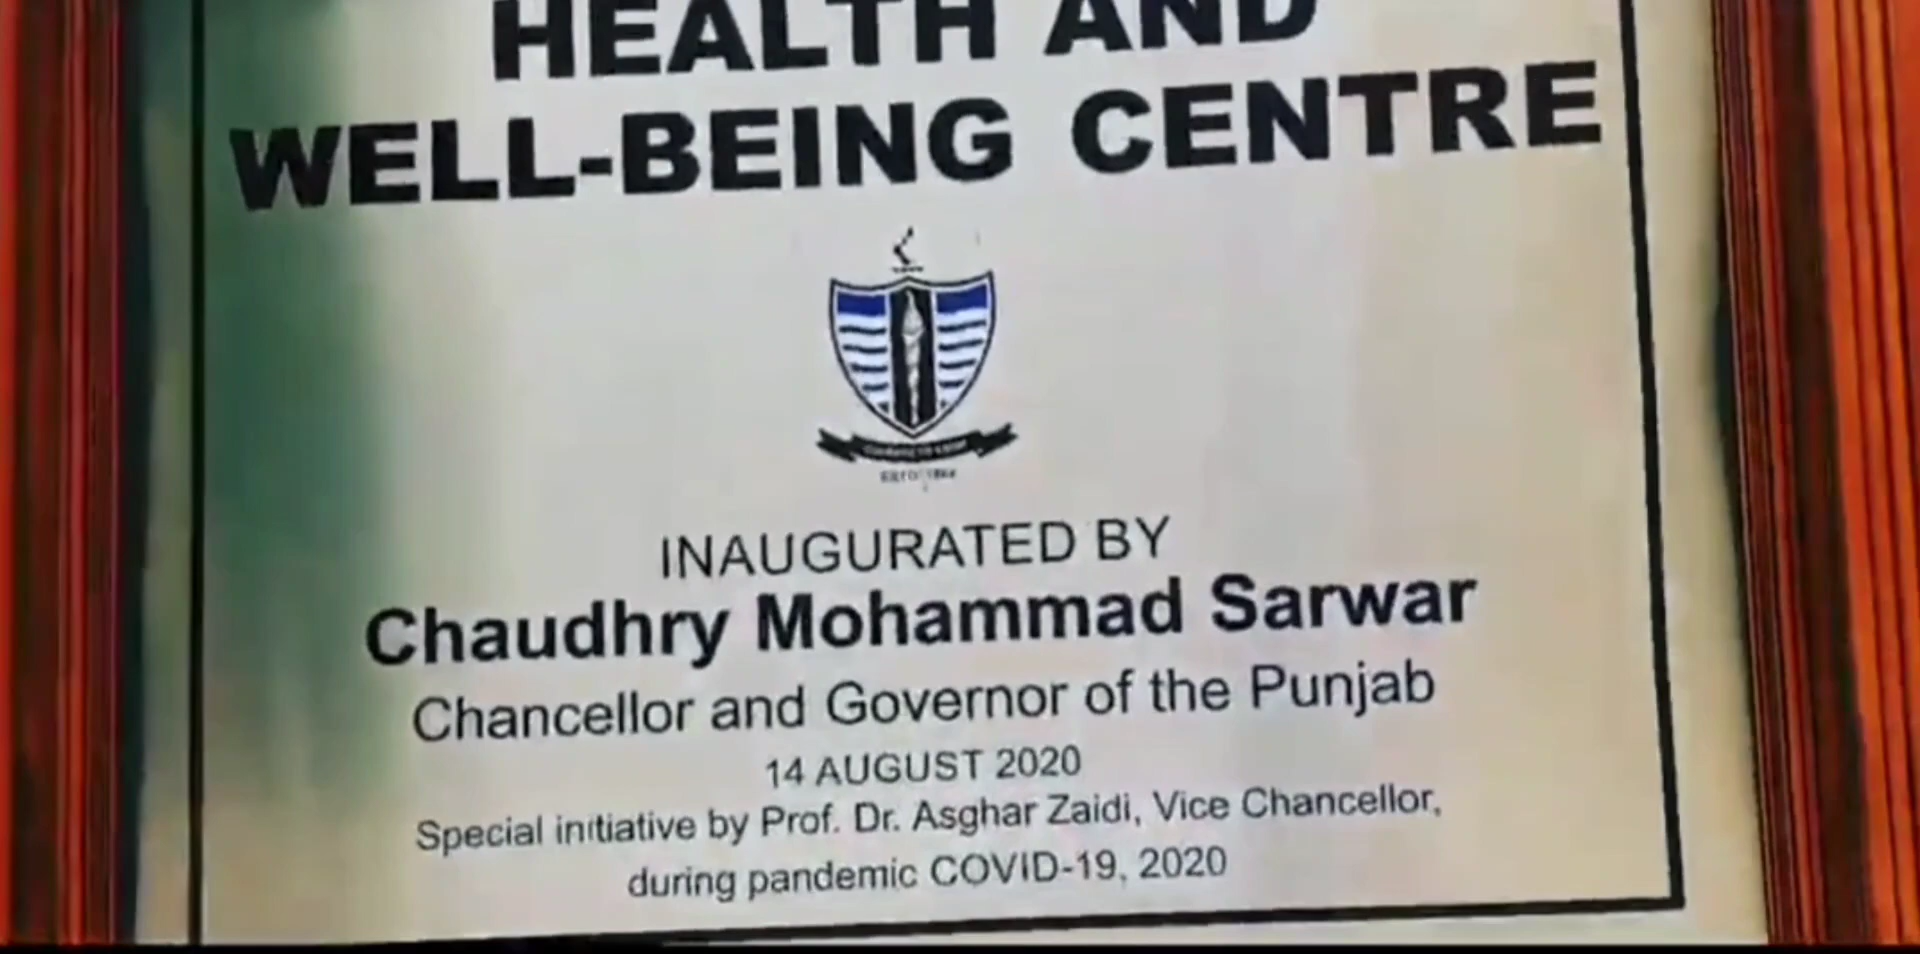 HEALTH AND
WELL-BEING CENTRE
INAUGURATED BY
Chaudhry Mohammad Sarwar
Chancellor and Governor of the Punjab
14 AUGUST 2020
Special initiative by Prof. Dr. Asghar Zaidi, Vice Chancellor,
during pandemic COVID-19, 2020